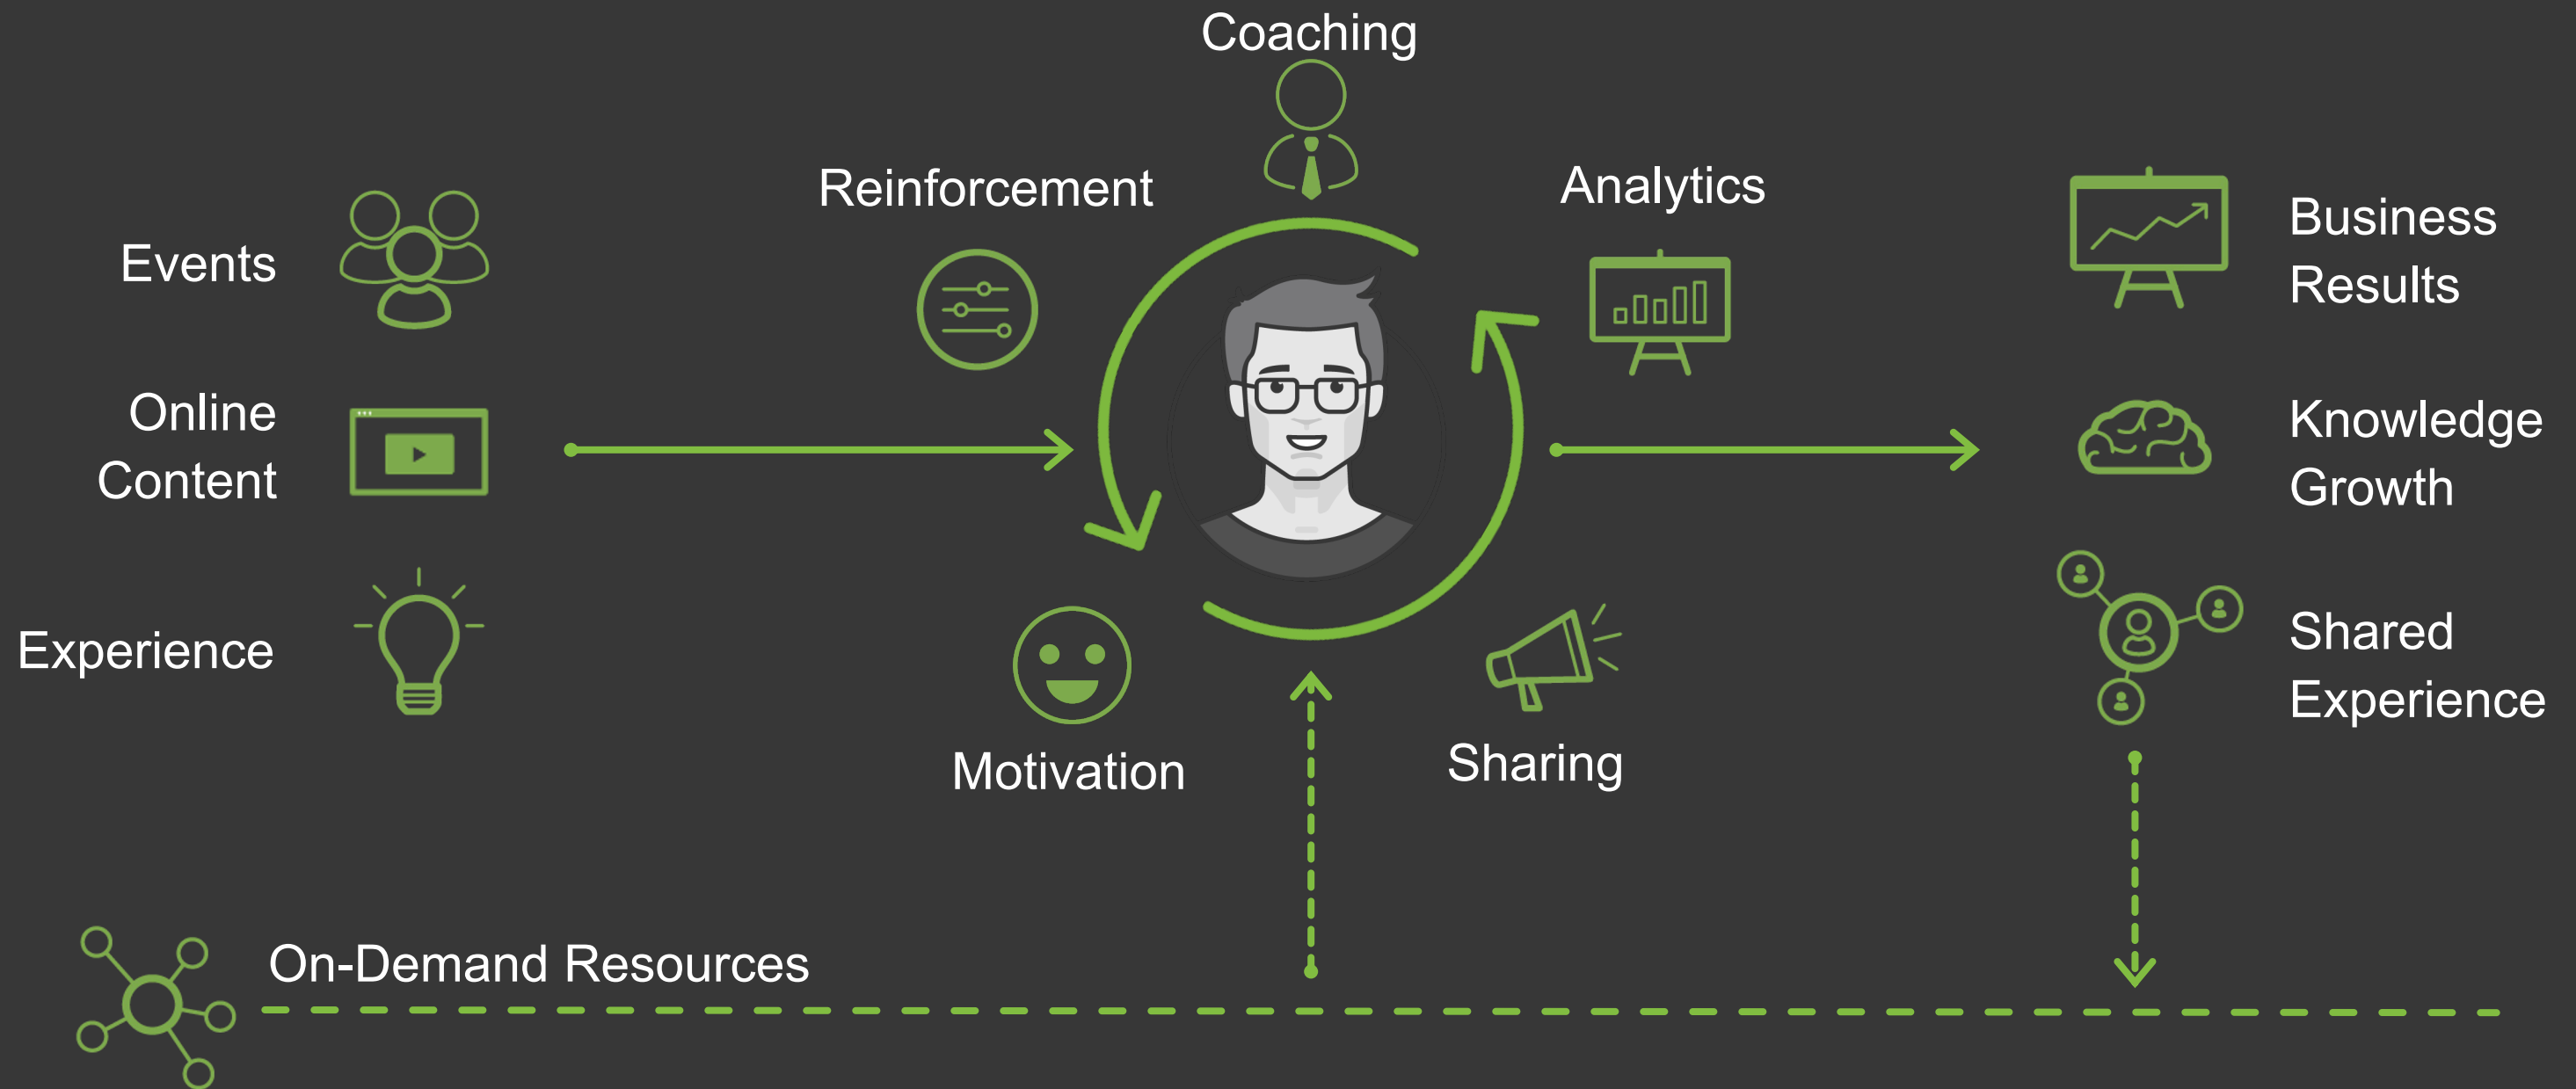 Coaching
Reinforcement
Analytics
Events
Business
Results
Online
Content
Knowledge
Growth
Experience
Shared
Experience
Motivation
Sharing
On-Demand Resources